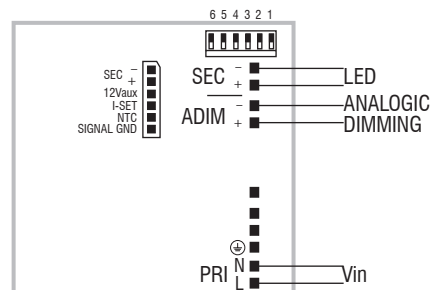 6 5 4 3 2 1
SEC –
+
12Vaux
I-SET
NTC
SIGNAL GND
SEC –
+
LED
ADIM –
+
ANALOGIC
DIMMING
PRI N
L
Vin